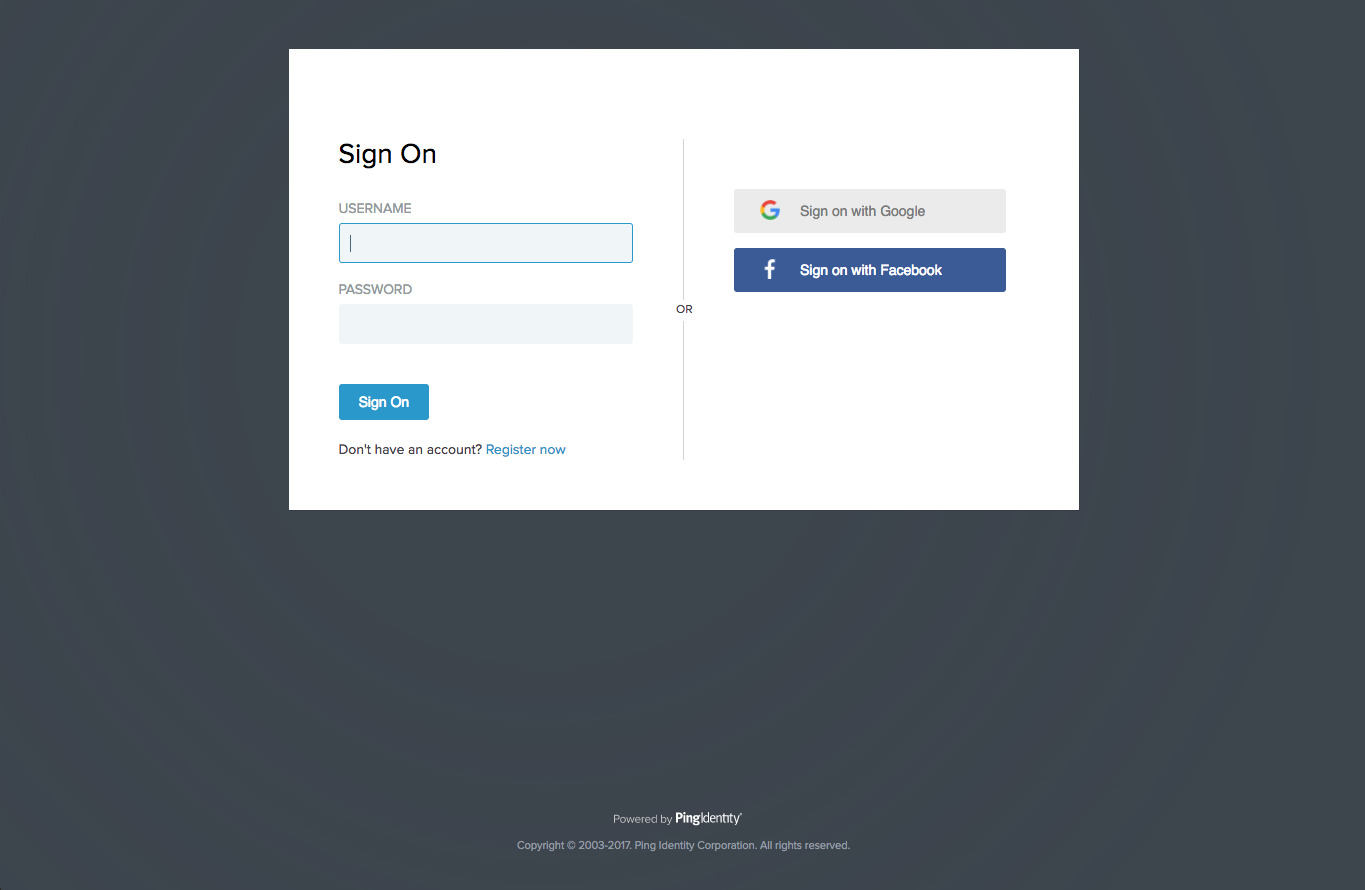 Sign On
USERNAME
PASSWORD
Sign On
Don't have an account? Register now
OR
Sign on with Google
Sign on with Facebook
Powered by PingIdentity
Copyright © 2003-2017. Ping Identity Corporation. All rights reserved.